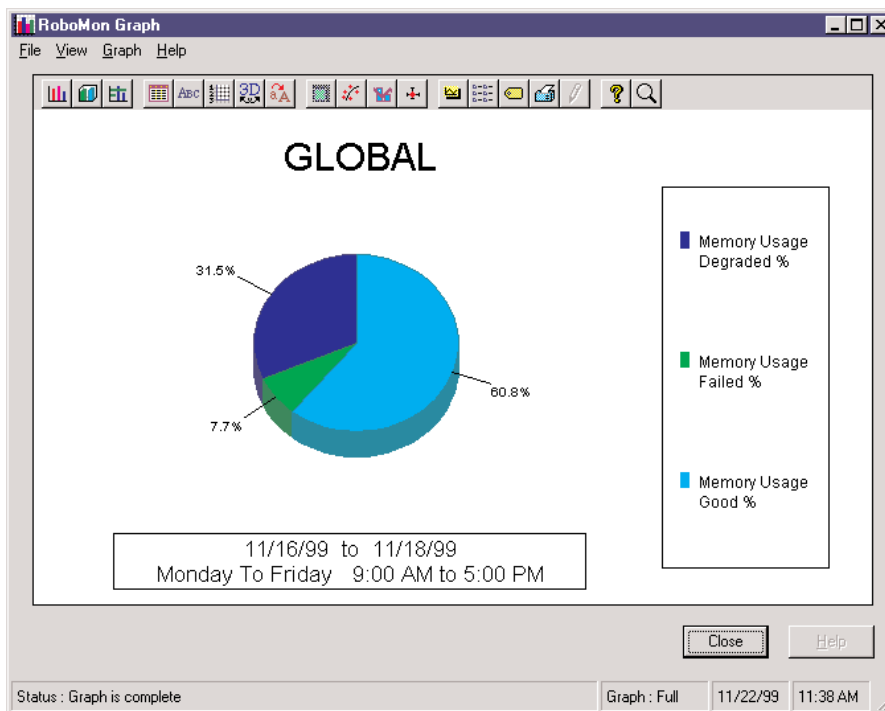 RoboMon Graph
File View Graph Help
ABC
3D
GLOBAL
31.5%
60.8%
7.7%
Memory Usage
Degraded %
Memory Usage
Failed %
Memory Usage
Good %
11/16/99 to 11/18/99
Monday To Friday 9:00 AM to 5:00 PM
Close
Help
Status : Graph is complete
Graph : Full
11/22/99
11:38 AM